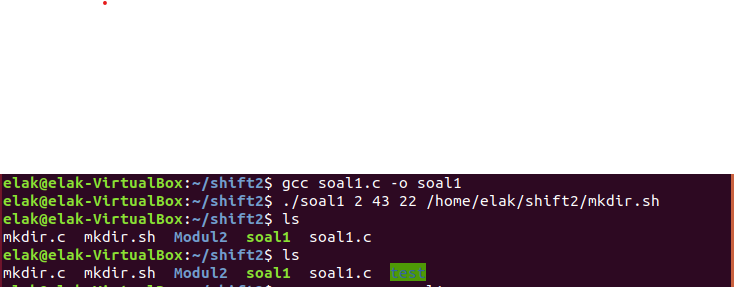 elak@elak-VirtualBox:~/shift2$ gcc soal1.c -o soal1
elak@elak-VirtualBox:~/shift2$ ./soal1 2 43 22 /home/elak/shift2/mkdir.sh
elak@elak-VirtualBox:~/shift2$ ls
mkdir.c  mkdir.sh  Modul2  soal1  soal1.c
elak@elak-VirtualBox:~/shift2$ ls
mkdir.c  mkdir.sh  Modul2  soal1  soal1.c  test